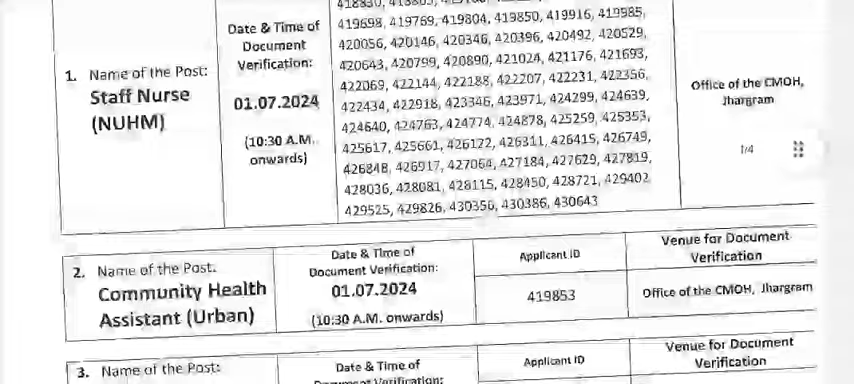 419698, 419769, 419804, 419850, 419916, 419985,
420056, 420146, 420346, 420396, 420492, 420529,
420643, 420799, 420890, 421024, 421176, 421693,
422069, 422144, 422188, 422207, 422231, 422356,
422434, 422918, 423346, 423971, 424299, 424639,
424640, 424763, 424774, 424878, 425259, 425353,
425617, 425661, 426122, 426311, 426415, 426749,
426848, 426917, 427064, 427184, 427629, 427819,
428036, 428081, 428115, 428450, 428721, 429402
429525, 429826, 430356, 430386, 430643
1. Name of the Post:
Staff Nurse
(NUHM)
Date & Time of
Document
Verification:
01.07.2024
(10:30 A.M.
onwards)
Office of the CMOH,
Jhargram
1/4
2. Name of the Post.
Community Health
Assistant (Urban)
Date & Time of
Document Verification:
01.07.2024
(10:30 A.M. onwards)
Applicant ID
419853
Venue for Document
Verification
Office of the CMOH, Jhargram
3. Name of the Post:
Date & Time of
Document Verification:
Applicant ID
Venue for Document
Verification